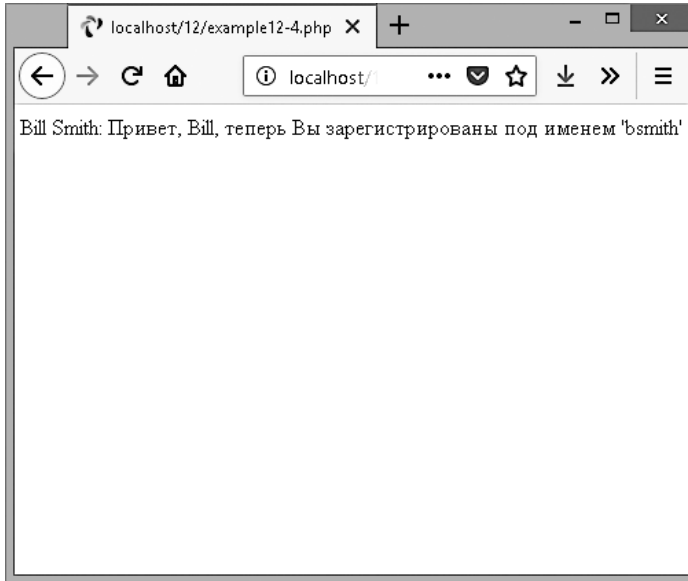 localhost/12/example12-4.php
localhost/
Bill Smith: Привет, Bill, теперь Вы зарегистрированы под именем 'bsmith'